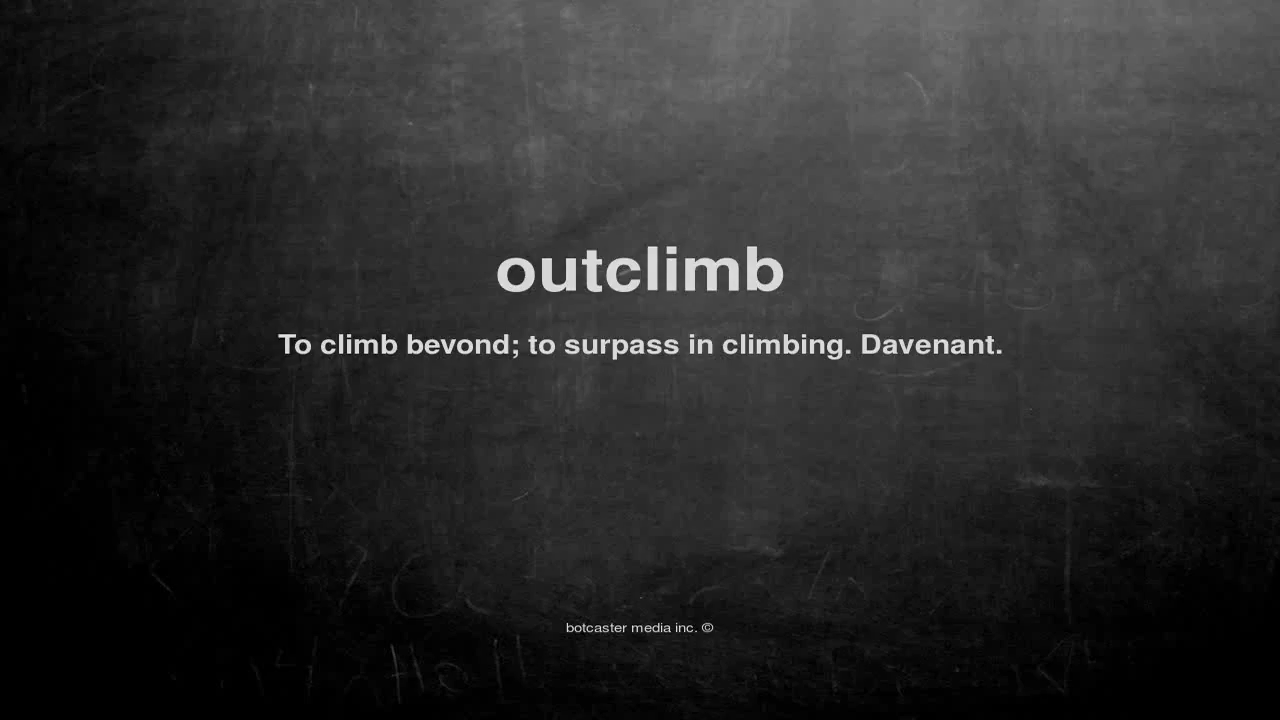 outclimb
To climb bevond; to surpass in climbing. Davenant.
botcaster media inc. ©